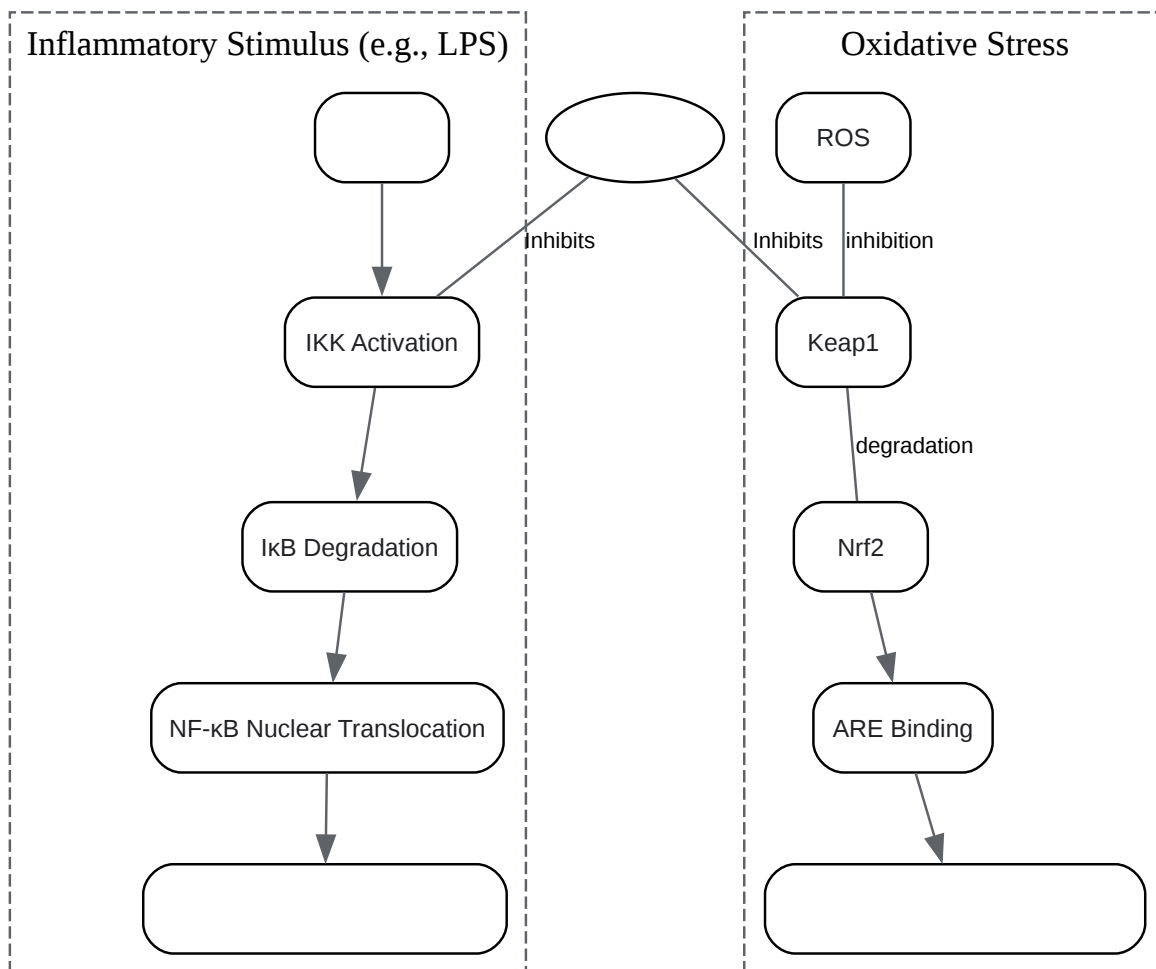 Inflammatory Stimulus (e.g., LPS)
Oxidative Stress
ROS
Inhibits
Inhibits
inhibition
IKK Activation
Keap1
degradation
IκB Degradation
Nrf2
NF-κB Nuclear Translocation
ARE Binding